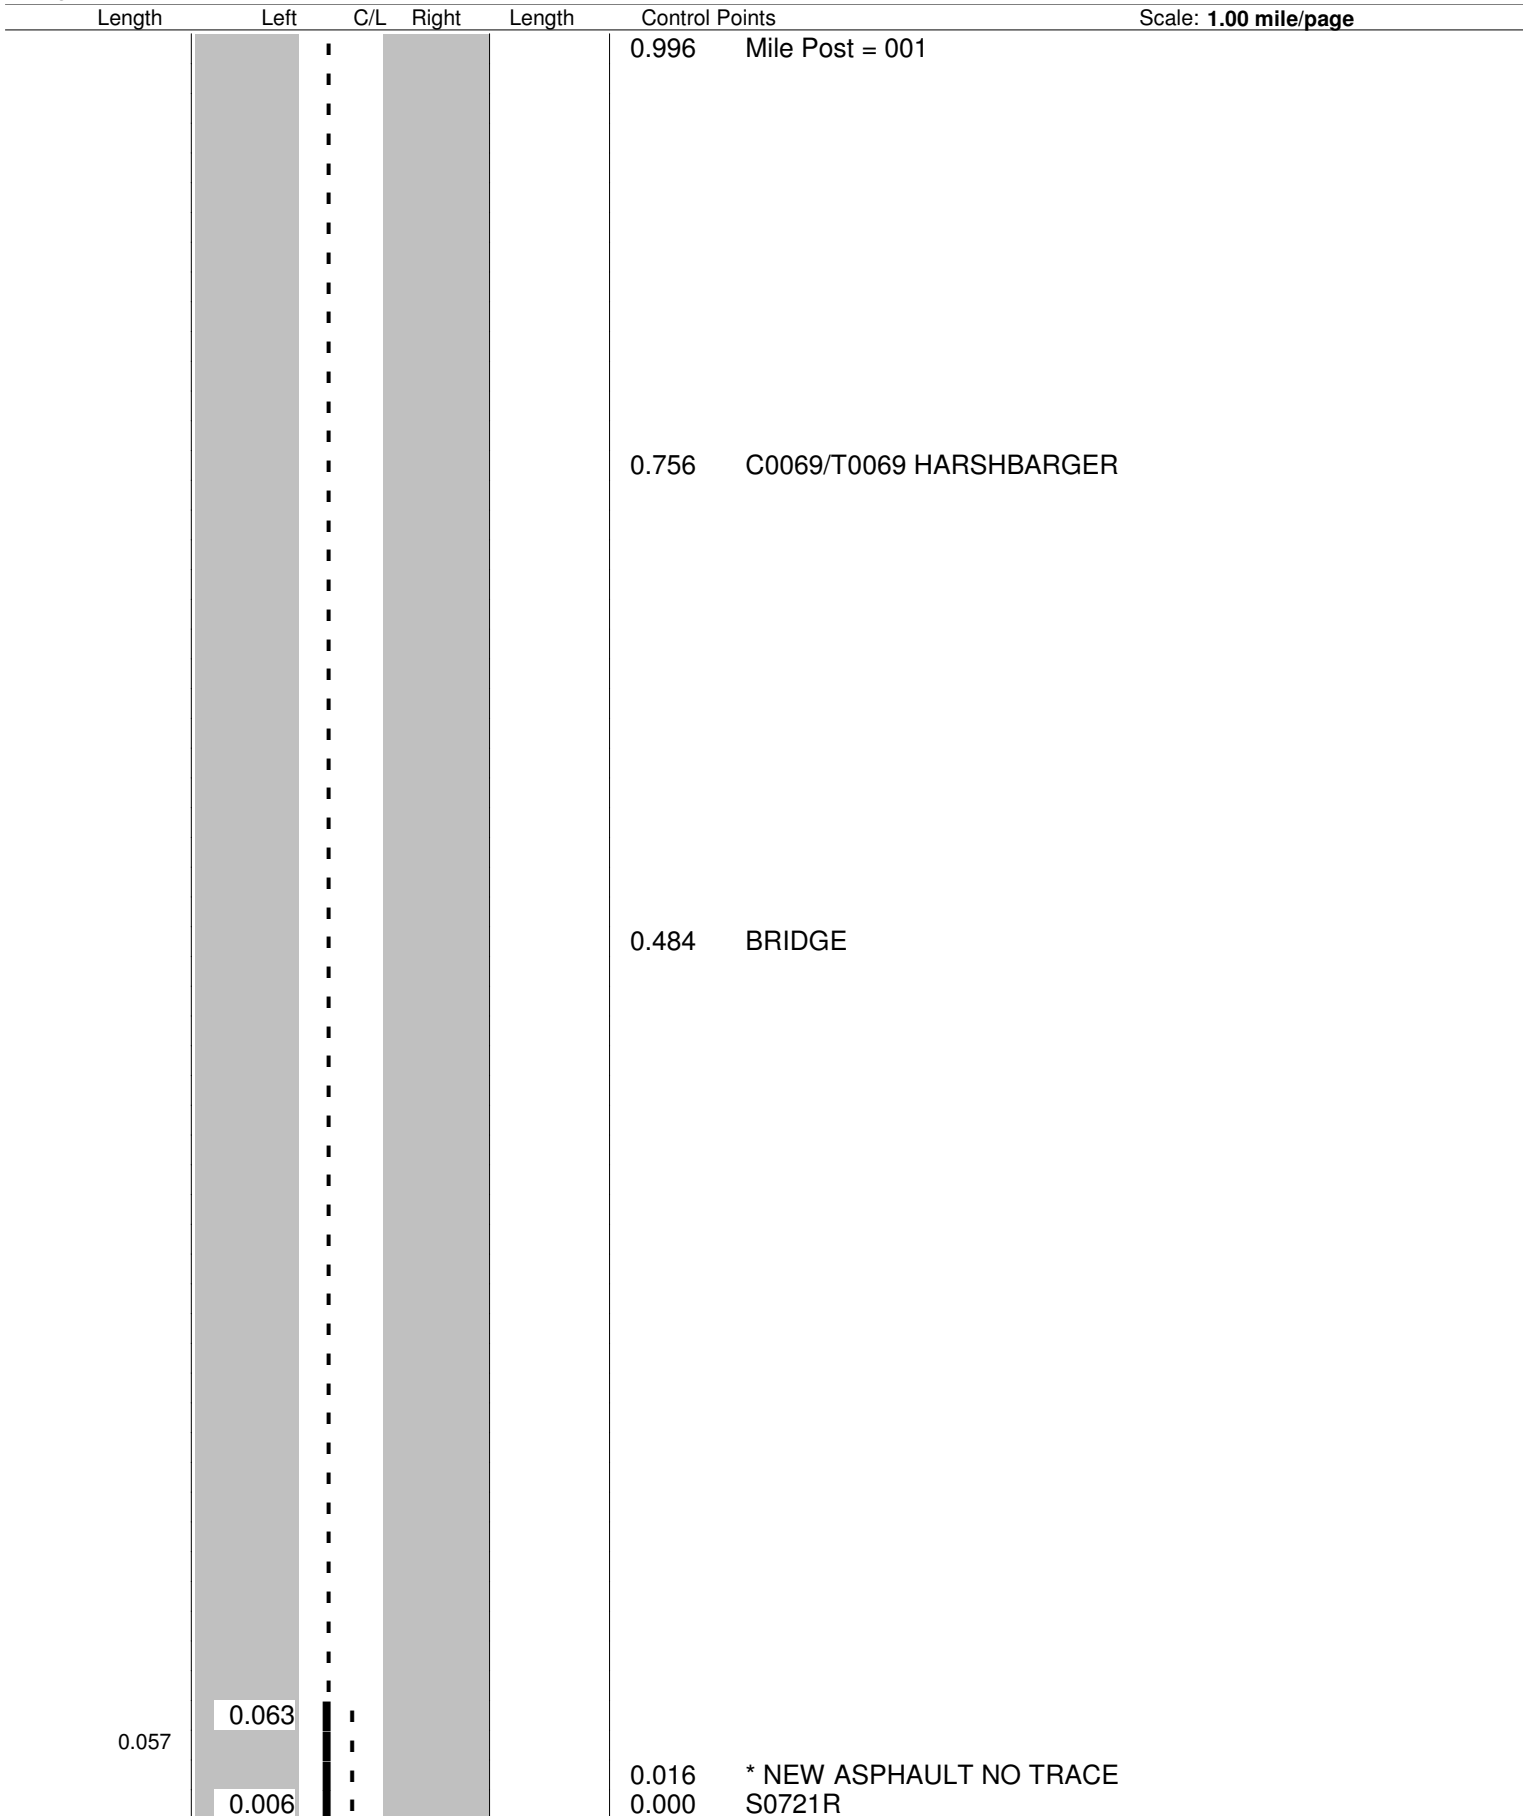 Length Left C/L Right Length Control Points Scale: 1.00 mile/page
0.996 Mile Post = 001
0.756 C0069/T0069 HARSHBARGER
0.484 BRIDGE
0.063
0.057
0.016 * NEW ASPHAULT NO TRACE
0.006 0.000 S0721R